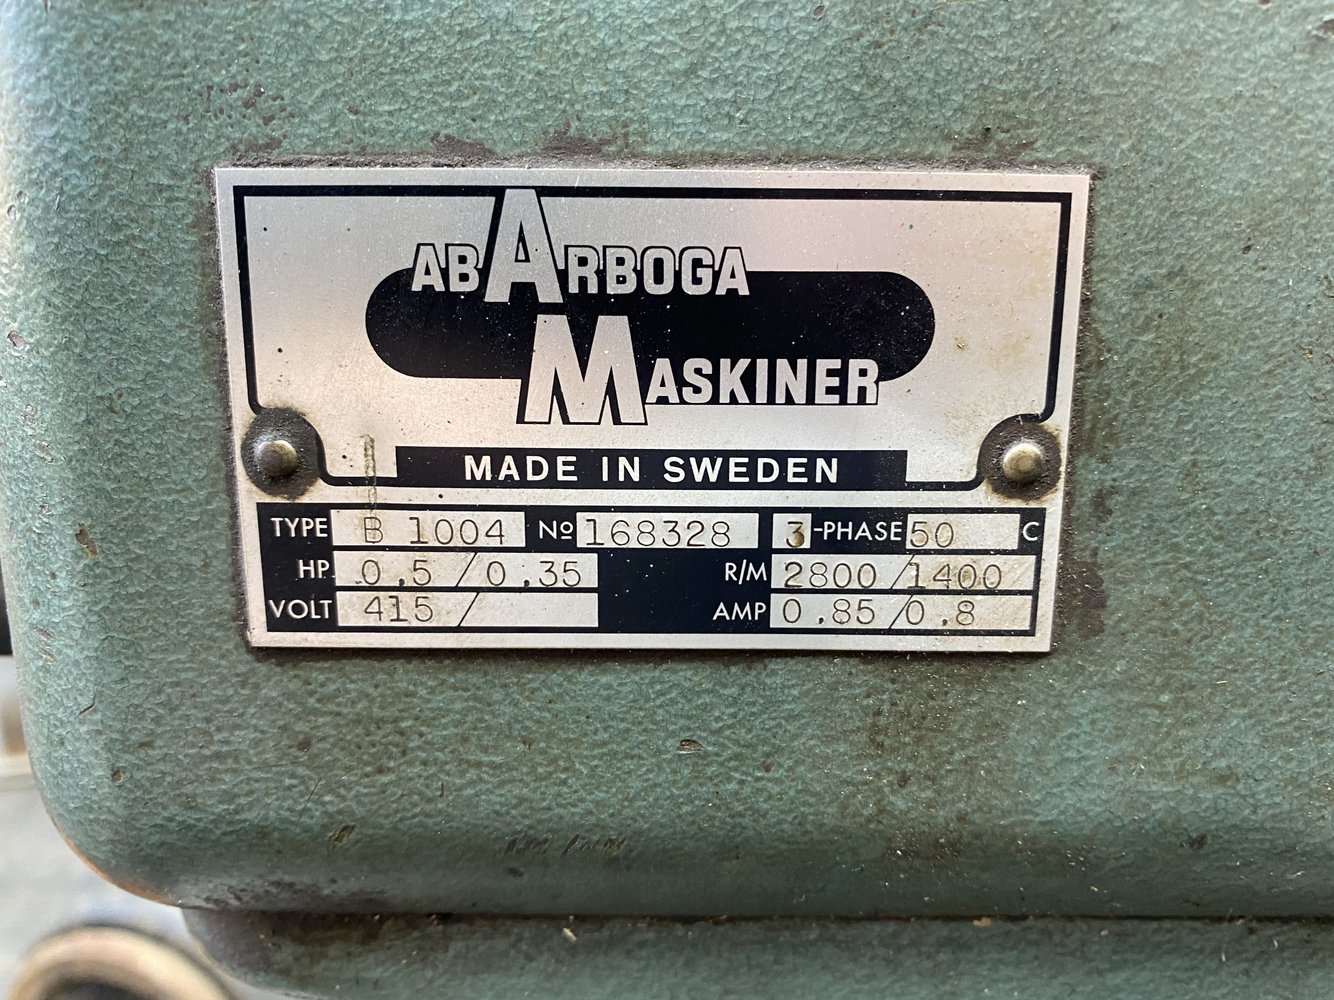 AB ARBOGA
MASKINER
MADE IN SWEDEN
TYPE B 1004 No 168328 3-PHASE 50 C
HP 0.5/0.35 R/M 2800/1400
VOLT 415/ AMP 0.85/0.8